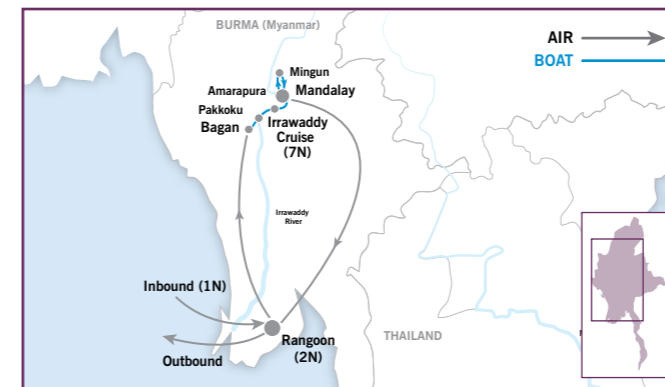 BURMA (Myanmar)
AIR
BOAT
Mingun
Amarapura
Mandalay
Pakkoku
Bagan
Irrawaddy
Cruise
(7N)
Irrawaddy
River
Inbound (1N)
Rangoon
(2N)
Outbound
THAILAND